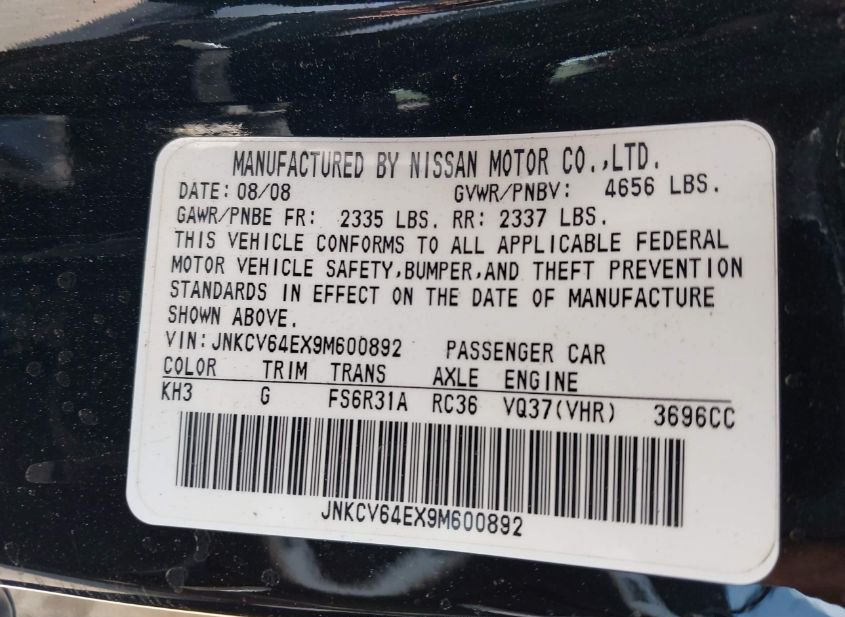 MANUFACTURED BY NISSAN MOTOR CO.,LTD.
DATE: 08/08 GVWR/PNBV: 4656 LBS.
GAWR/PNBE FR: 2335 LBS. RR: 2337 LBS.
THIS VEHICLE CONFORMS TO ALL APPLICABLE FEDERAL
MOTOR VEHICLE SAFETY,BUMPER,AND THEFT PREVENTION
STANDARDS IN EFFECT ON THE DATE OF MANUFACTURE
SHOWN ABOVE.
VIN: JNKCV64EX9M600892 PASSENGER CAR
COLOR TRIM TRANS AXLE ENGINE
KH3 G FS6R31A RC36 VQ37(VHR) 3696CC
JNKCV64EX9M600892